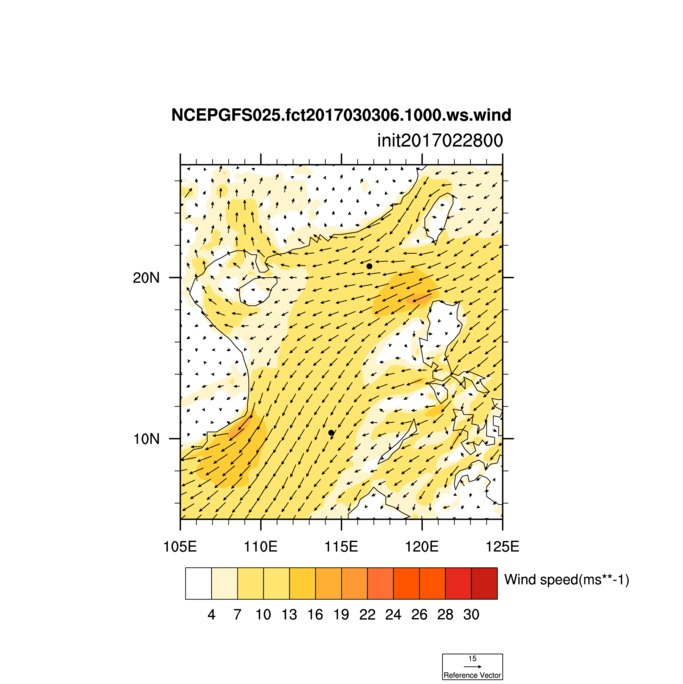 NCEPGFS025.fct2017030306.1000.ws.wind
init2017022800
20N
10N
105E 110E 115E 120E 125E
Wind speed(ms**-1)
4 7 10 13 16 19 22 24 26 28 30
15
Reference Vector